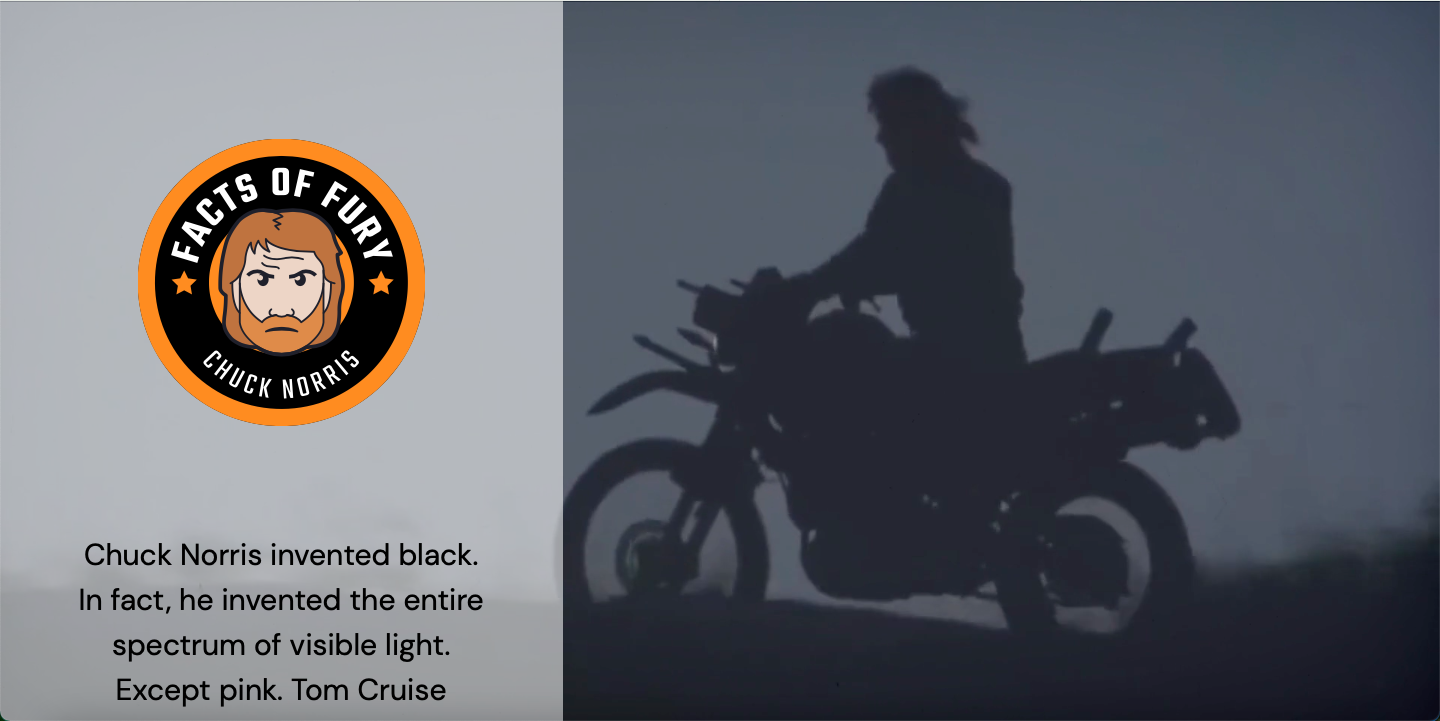 FACTS OF FURY
CHUCK NORRIS
Chuck Norris invented black.
In fact, he invented the entire
spectrum of visible light.
Except pink. Tom Cruise